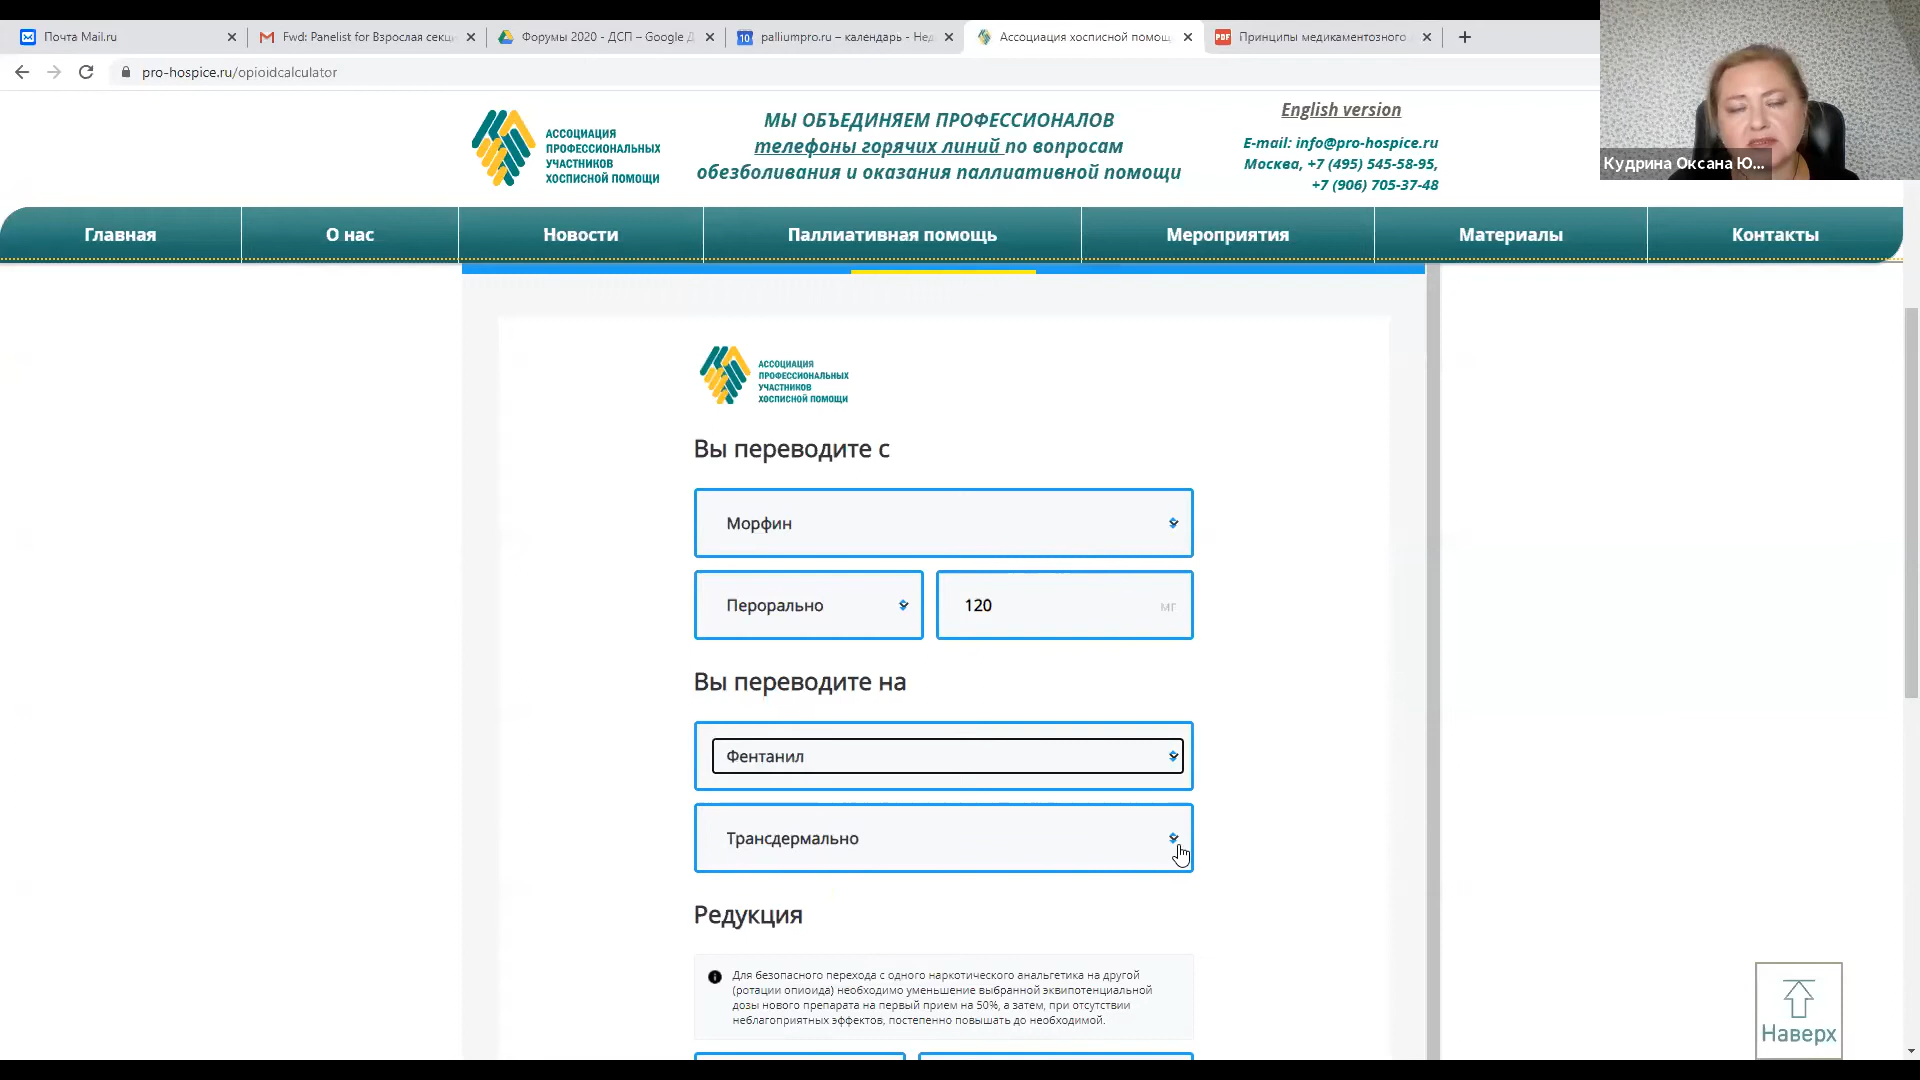 Почта Mail.ru
Fwd: Panelist for Взрослая секци
Форумы 2020 - ДСП – Google Д
palliumpro.ru – календарь - Нед
Ассоциация хосписной помощ
Принципы медикаментозного
pro-hospice.ru/opioidcalculator
АССОЦИАЦИЯ
ПРОФЕССИОНАЛЬНЫХ
УЧАСТНИКОВ
ХОСПИСНОЙ ПОМОЩИ
МЫ ОБЪЕДИНЯЕМ ПРОФЕССИОНАЛОВ
телефоны горячих линий по вопросам
обезболивания и оказания паллиативной помощи
English version
E-mail: info@pro-hospice.ru
Москва, +7 (495) 545-58-95,
+7 (906) 705-37-48
Кудрина Оксана Ю...
Главная
О нас
Новости
Паллиативная помощь
Мероприятия
Материалы
Контакты
АССОЦИАЦИЯ
ПРОФЕССИОНАЛЬНЫХ
УЧАСТНИКОВ
ХОСПИСНОЙ ПОМОЩИ
Вы переводите с
Морфин
Перорально
120 мг
Вы переводите на
Фентанил
Трансдермально
Редукция
Для безопасного перехода с одного наркотического анальгетика на другой
(ротации опиоида) необходимо уменьшение выбранной эквипотенциальной
дозы нового препарата на первый прием на 50%, а затем, при отсутствии
неблагоприятных эффектов, постепенно повышать до необходимой.
Наверх